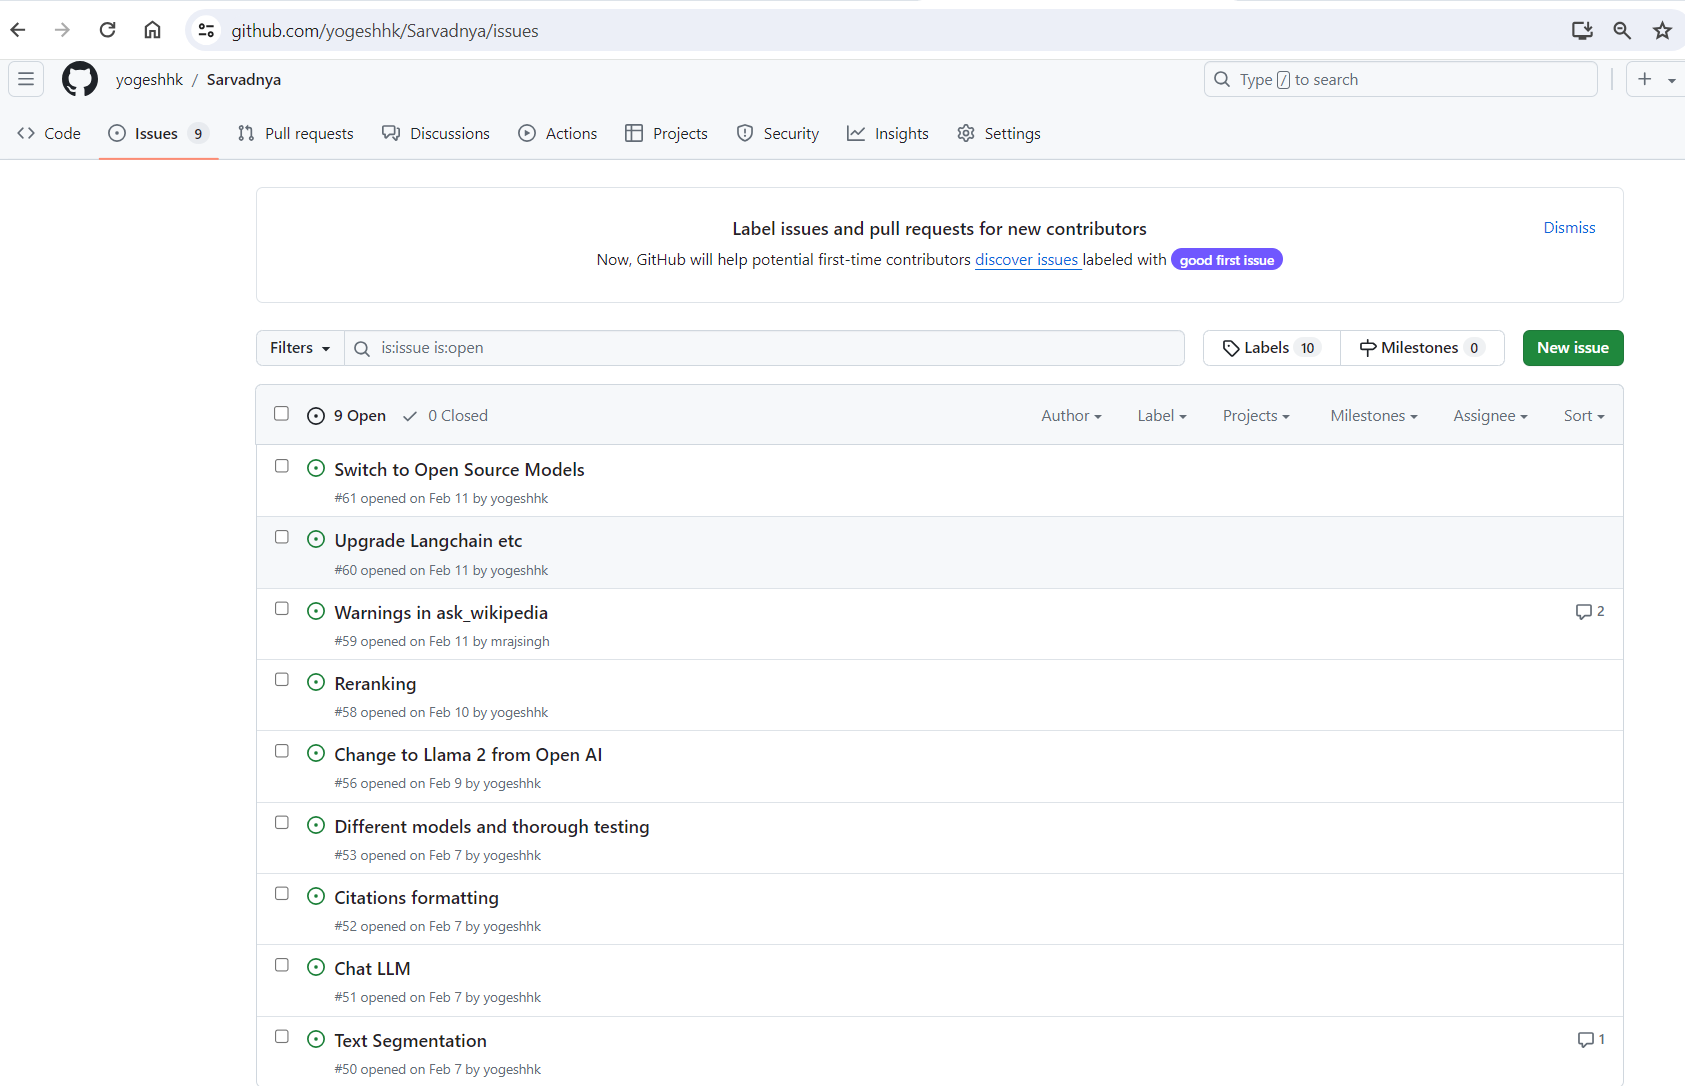 github.com/yogeshhk/Sarvadnya/issues
yogeshhk / Sarvadnya
Type / to search
Code Issues 9 Pull requests Discussions Actions Projects Security Insights Settings
Label issues and pull requests for new contributors
Dismiss
Now, GitHub will help potential first-time contributors discover issues labeled with good first issue
Filters is:issue is:open Labels 10 Milestones 0 New issue
9 Open 0 Closed Author Label Projects Milestones Assignee Sort
Switch to Open Source Models
#61 opened on Feb 11 by yogeshhk
Upgrade Langchain etc
#60 opened on Feb 11 by yogeshhk
Warnings in ask_wikipedia 2
#59 opened on Feb 11 by mrajsingh
Reranking
#58 opened on Feb 10 by yogeshhk
Change to Llama 2 from Open AI
#56 opened on Feb 9 by yogeshhk
Different models and thorough testing
#53 opened on Feb 7 by yogeshhk
Citations formatting
#52 opened on Feb 7 by yogeshhk
Chat LLM
#51 opened on Feb 7 by yogeshhk
Text Segmentation 1
#50 opened on Feb 7 by yogeshhk